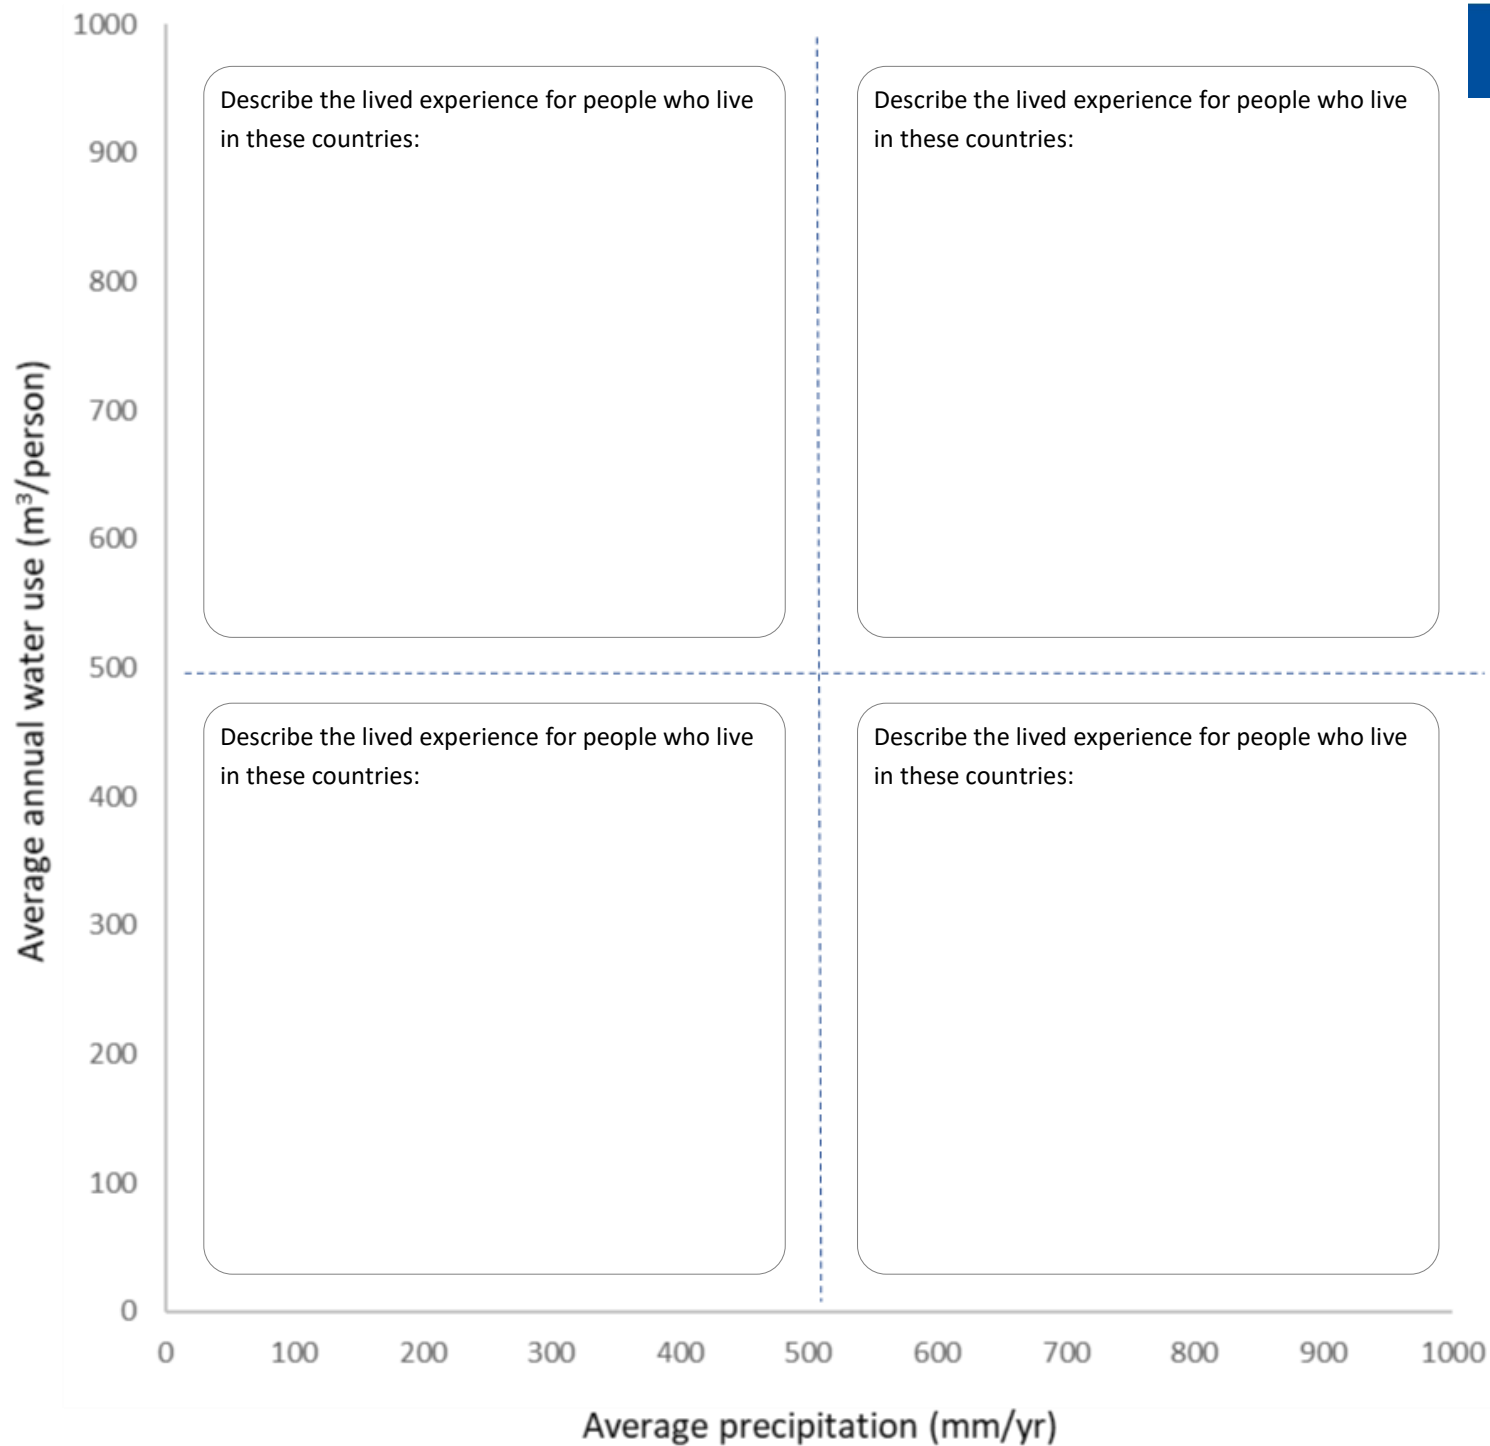 1000
Describe the lived experience for people who live
in these countries:
Describe the lived experience for people who live
in these countries:
900
800
700
600
500
Average annual water use (m³/person)
Describe the lived experience for people who live
in these countries:
Describe the lived experience for people who live
in these countries:
400
300
200
100
0
0 100 200 300 400 500 600 700 800 900 1000
Average precipitation (mm/yr)